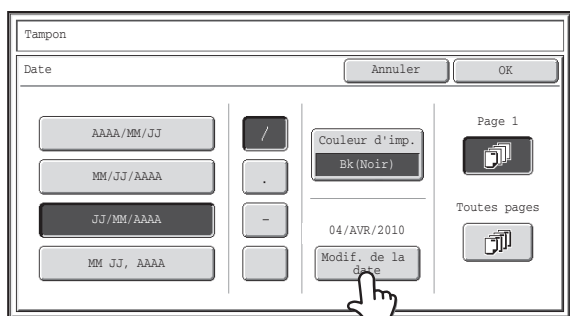 Tampon
Date
Annuler
OK
AAAA/MM/JJ
MM/JJ/AAAA
JJ/MM/AAAA
MM JJ, AAAA
/
.
-
Couleur d'imp.
Bk(Noir)
04/AVR/2010
Modif. de la
date
Page 1
Toutes pages